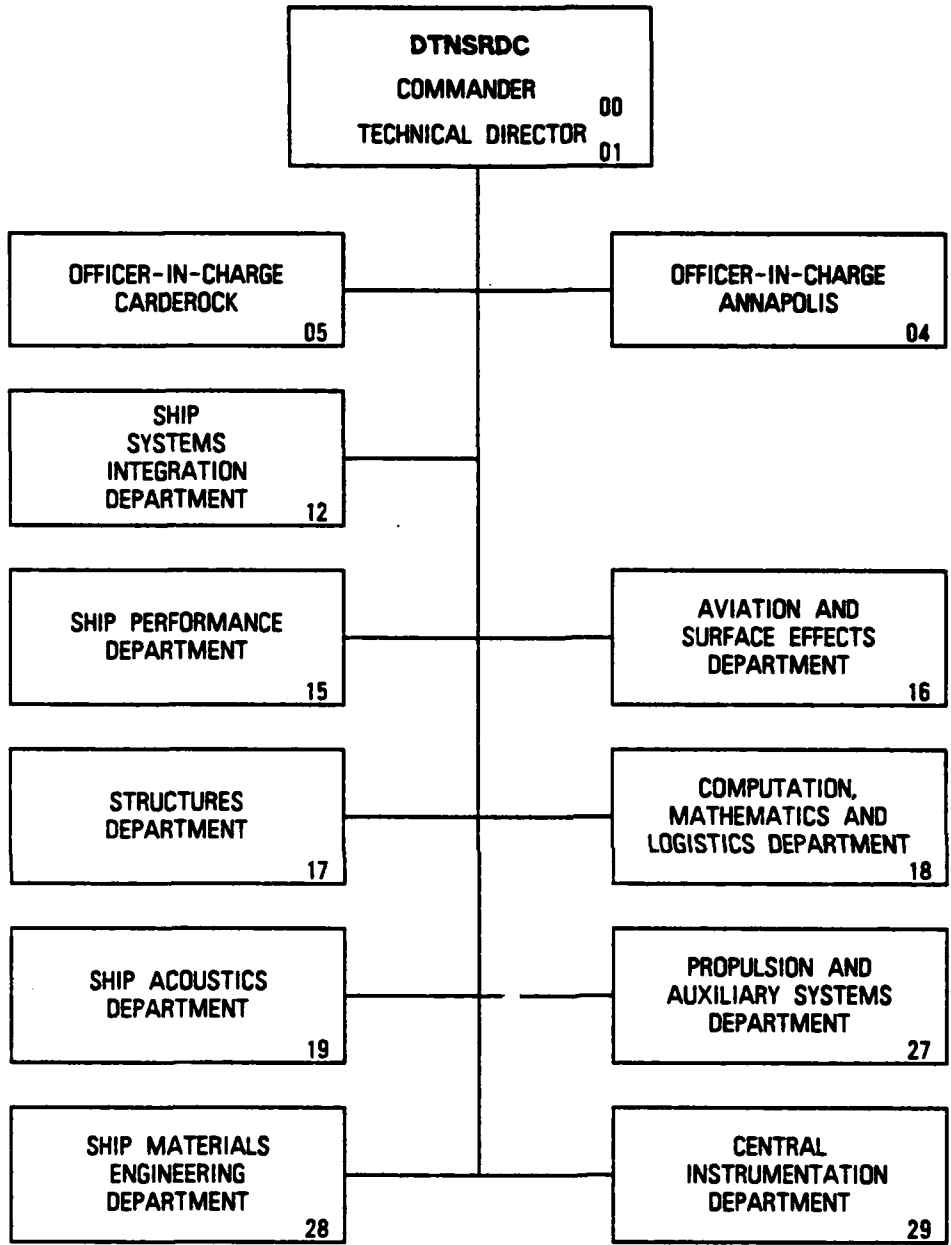 DTNSRDC
COMMANDER
00
TECHNICAL DIRECTOR
01
OFFICER-IN-CHARGE
CARDEROCK
05
OFFICER-IN-CHARGE
ANNAPOLIS
04
SHIP
SYSTEMS
INTEGRATION
DEPARTMENT
12
SHIP PERFORMANCE
DEPARTMENT
15
AVIATION AND
SURFACE EFFECTS
DEPARTMENT
16
STRUCTURES
DEPARTMENT
17
COMPUTATION,
MATHEMATICS AND
LOGISTICS DEPARTMENT
18
SHIP ACOUSTICS
DEPARTMENT
19
PROPULSION AND
AUXILIARY SYSTEMS
DEPARTMENT
27
SHIP MATERIALS
ENGINEERING
DEPARTMENT
28
CENTRAL
INSTRUMENTATION
DEPARTMENT
29